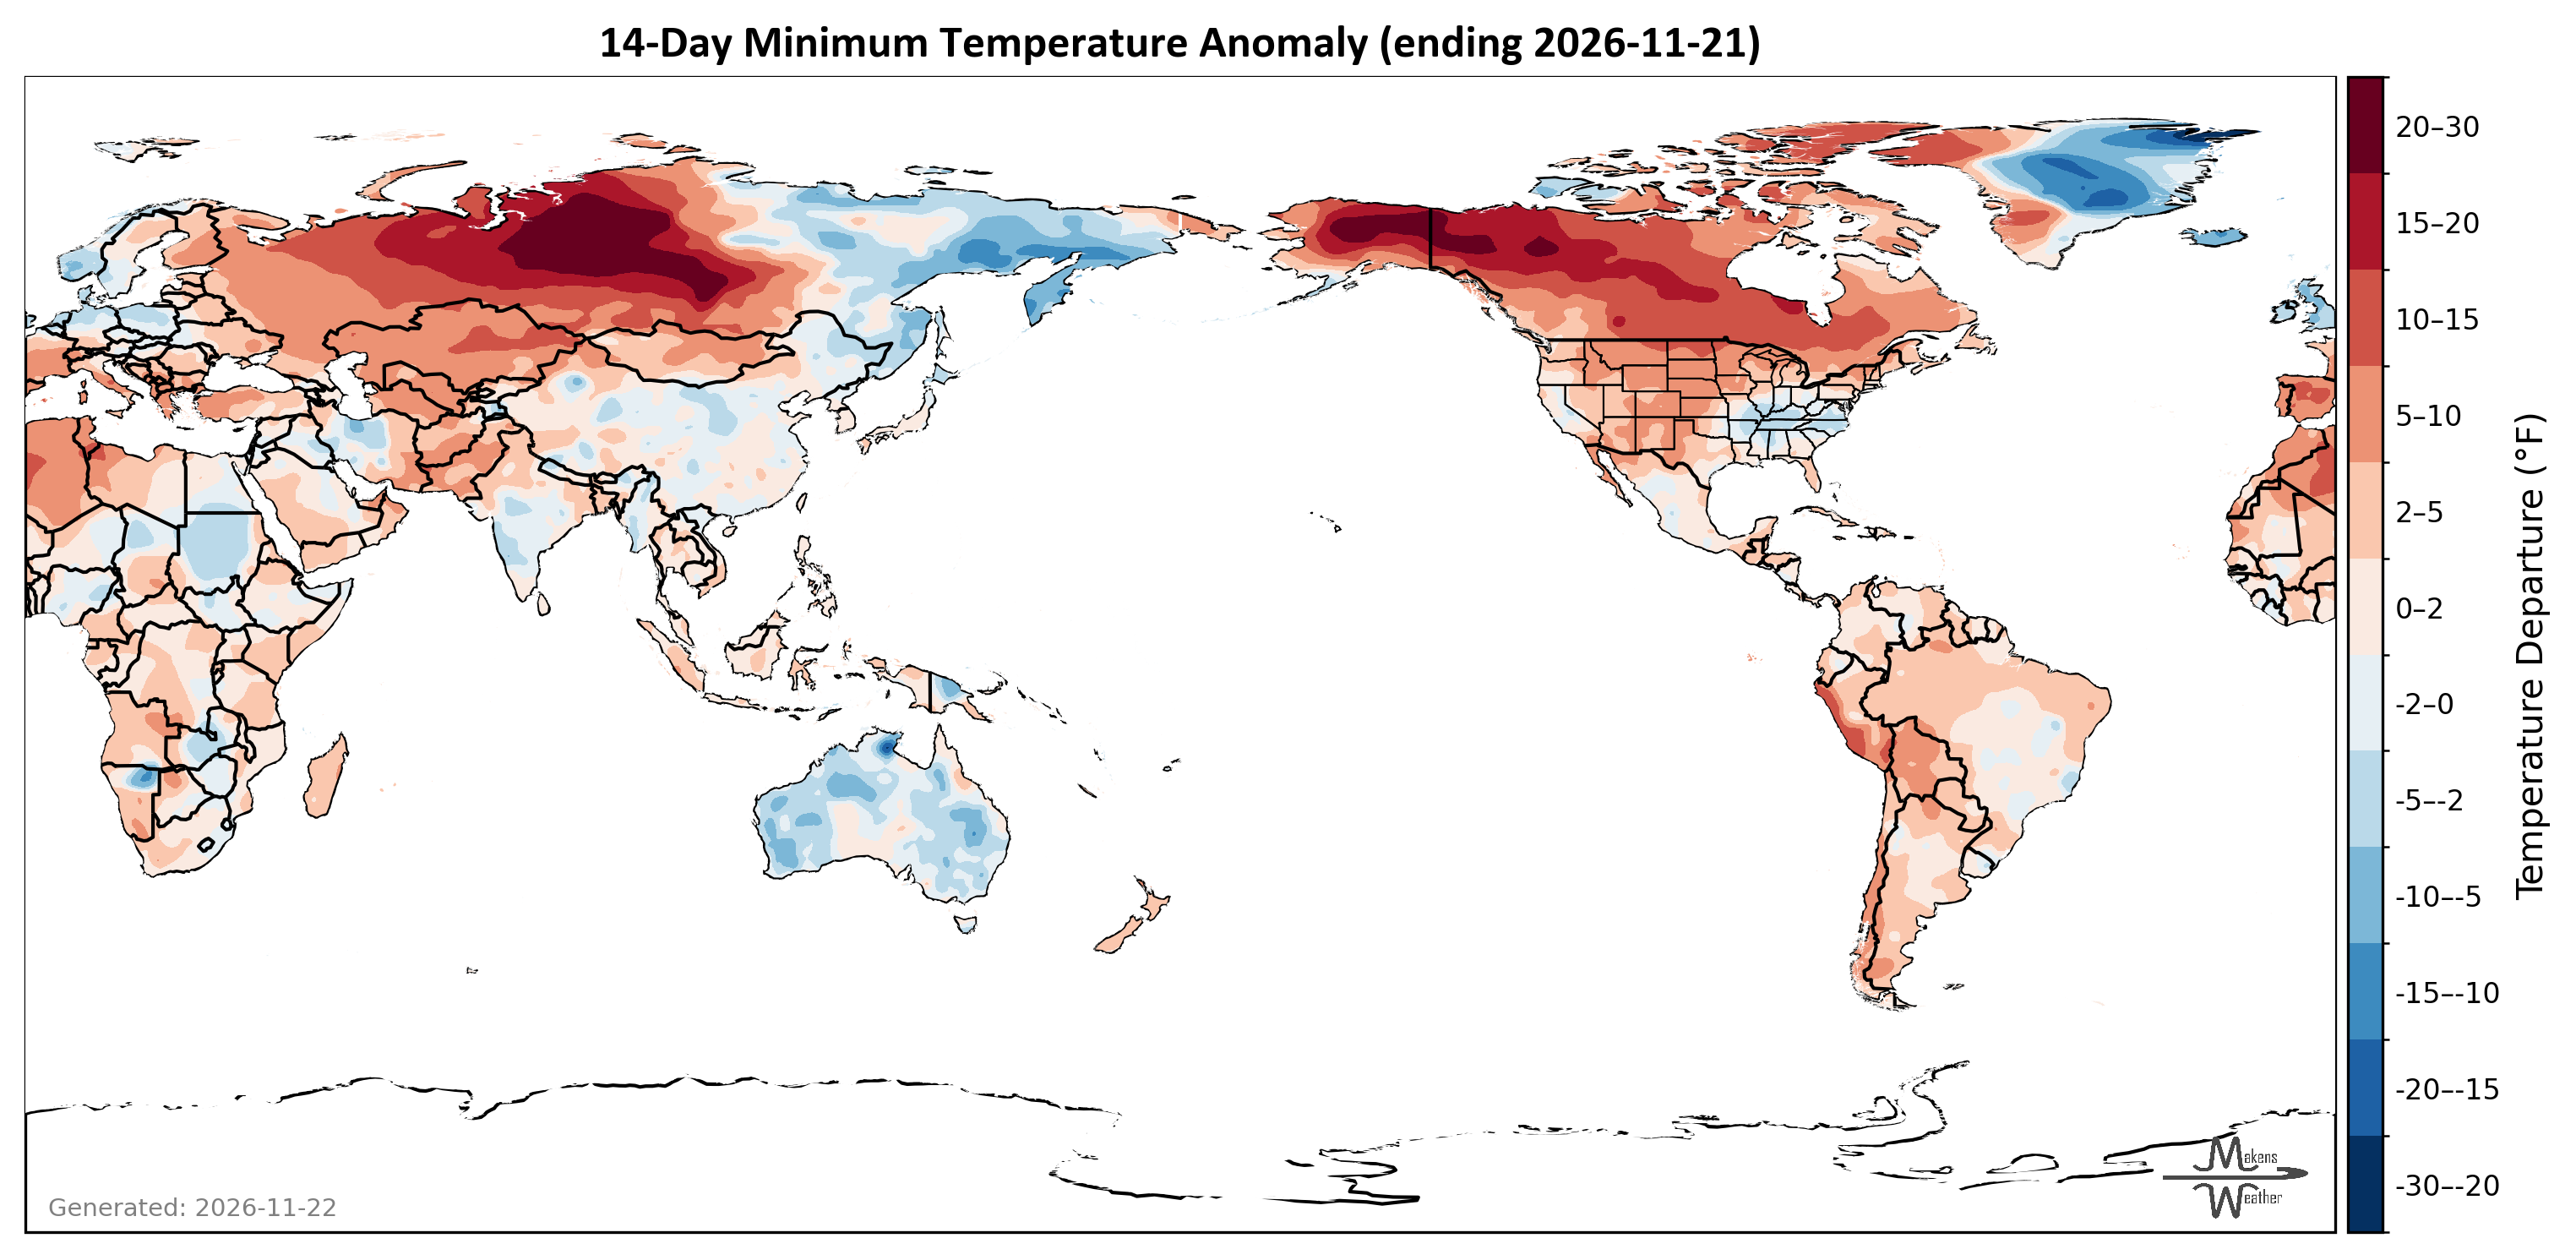 14-Day Minimum Temperature Anomaly (ending 2026-11-21)
20–30
15–20
10–15
5–10
2–5
0–2
-2–0
-5–-2
-10–-5
-15–-10
-20–-15
-30–-20
Temperature Departure (°F)
Generated: 2026-11-22
Makens
Weather